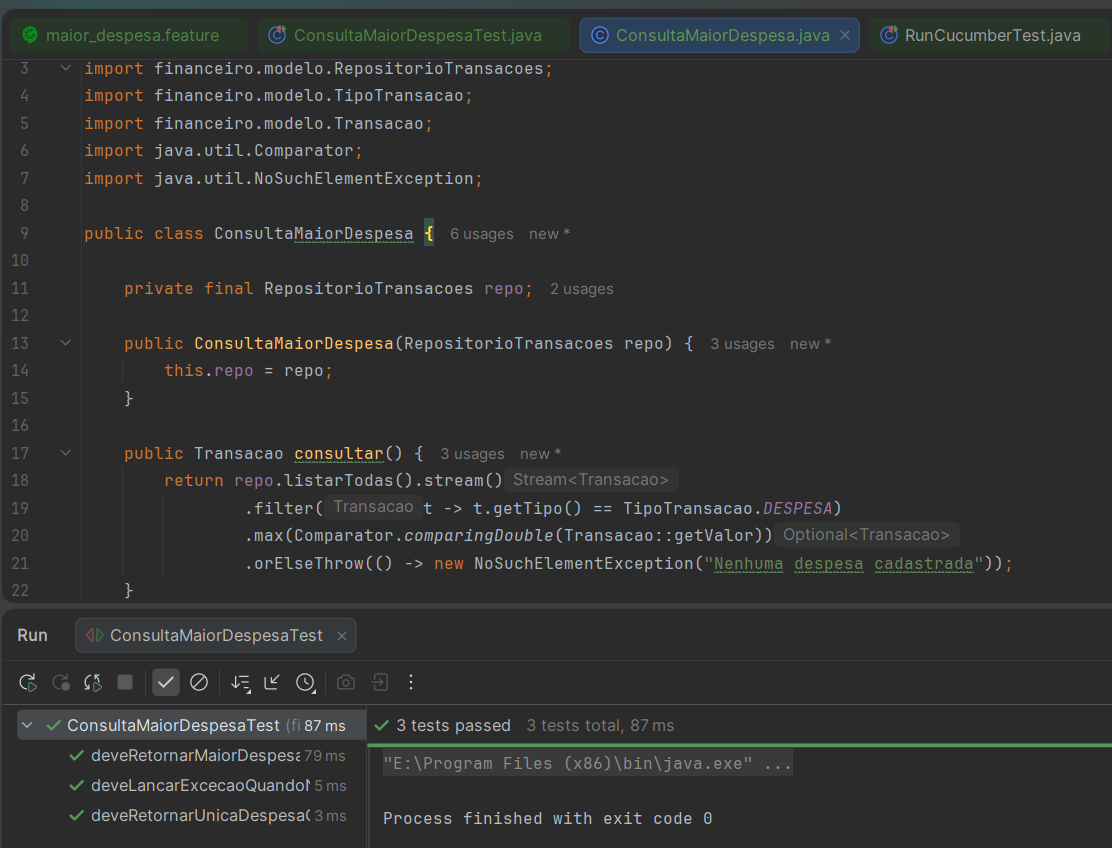 maior_despesa.feature ConsultaMaiorDespesaTest.java ConsultaMaiorDespesa.java RunCucumberTest.java
3 import financeiro.modelo.RepositorioTransacoes;
4 import financeiro.modelo.TipoTransacao;
5 import financeiro.modelo.Transacao;
6 import java.util.Comparator;
7 import java.util.NoSuchElementException;
8
9 public class ConsultaMaiorDespesa { 6 usages new *
10
11 private final RepositorioTransacoes repo; 2 usages
12
13 public ConsultaMaiorDespesa(RepositorioTransacoes repo) { 3 usages new *
14 this.repo = repo;
15 }
16
17 public Transacao consultar() { 3 usages new *
18 return repo.listarTodas().stream() Stream<Transacao>
19 .filter( Transacao t -> t.getTipo() == TipoTransacao.DESPESA)
20 .max(Comparator.comparingDouble(Transacao::getValor)) Optional<Transacao>
21 .orElseThrow(() -> new NoSuchElementException("Nenhuma despesa cadastrada"));
22 }
Run ConsultaMaiorDespesaTest
ConsultaMaiorDespesaTest (fi 87 ms
deveRetornarMaiorDespesa 79 ms
deveLancarExcecaoQuandoN 5 ms
deveRetornarUnicaDespesa( 3 ms
3 tests passed 3 tests total, 87 ms
"E:\Program Files (x86)\bin\java.exe" ...
Process finished with exit code 0